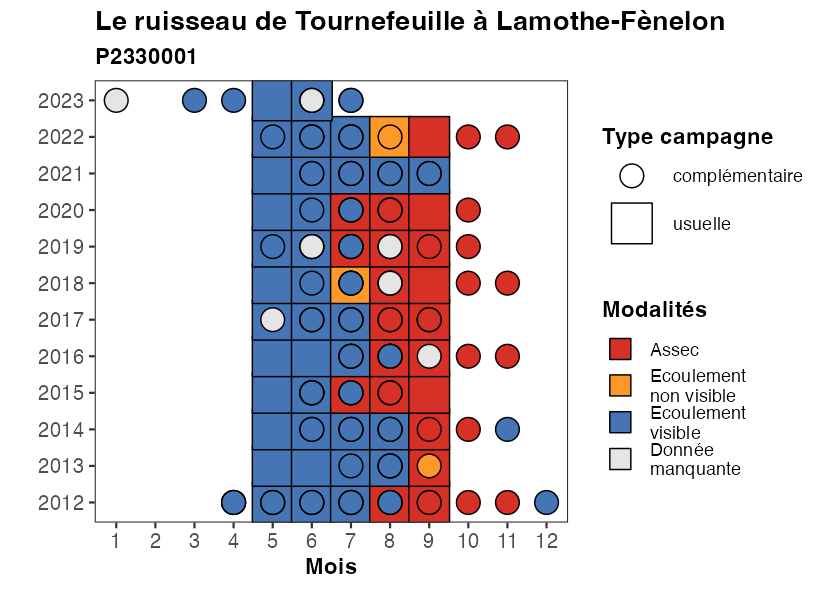 Le ruisseau de Tournefeuille à Lamothe-Fènelon
P2330001
2023
2022
2021
2020
2019
2018
2017
2016
2015
2014
2013
2012
1 2 3 4 5 6 7 8 9 10 11 12
Mois
Type campagne
complémentaire
usuelle
Modalités
Assec
Ecoulement
non visible
Ecoulement
visible
Donnée
manquante